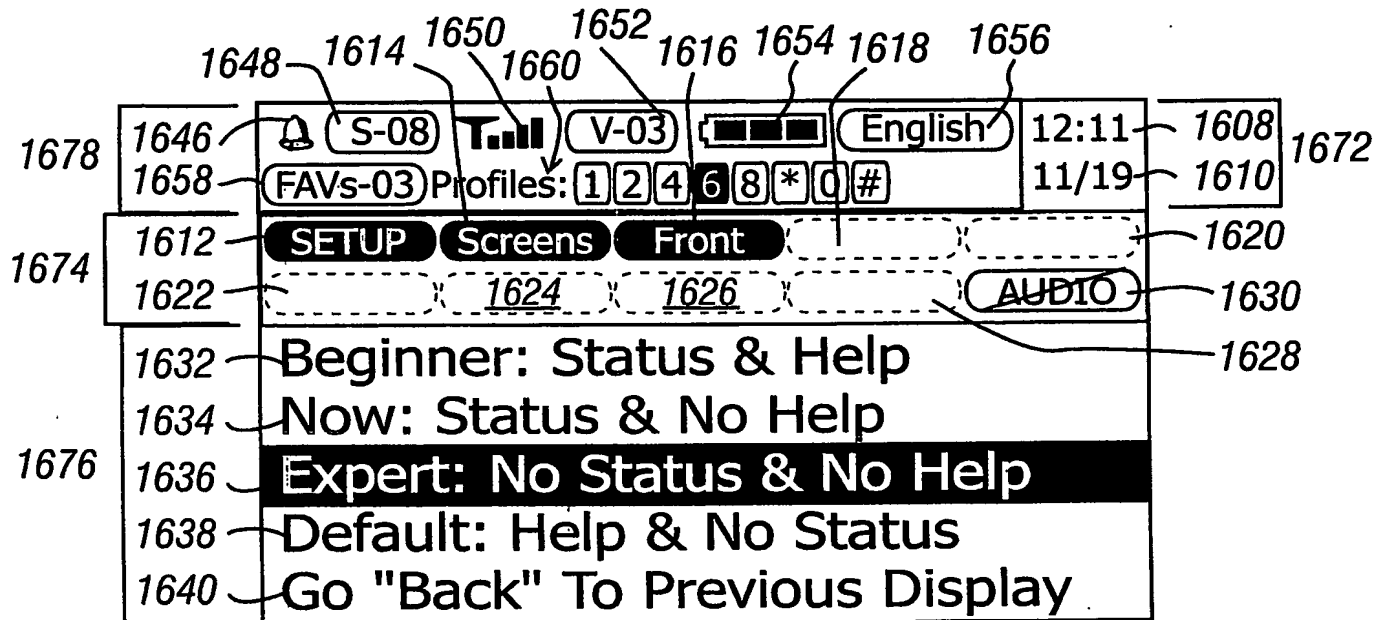 1648 1614 1650 1660 1652 1616 1654 1618 1656
1678 1646 S-08 V-03 English 12:11 1608 1672
1658 FAVs-03 Profiles: 1 2 4 6 8 * 0 # 11/19 1610
1674 1612 SETUP Screens Front 1620
1622 1624 1626 AUDIO 1630
1632 Beginner: Status & Help 1628
1634 Now: Status & No Help
1676 1636 Expert: No Status & No Help
1638 Default: Help & No Status
1640 Go "Back" To Previous Display